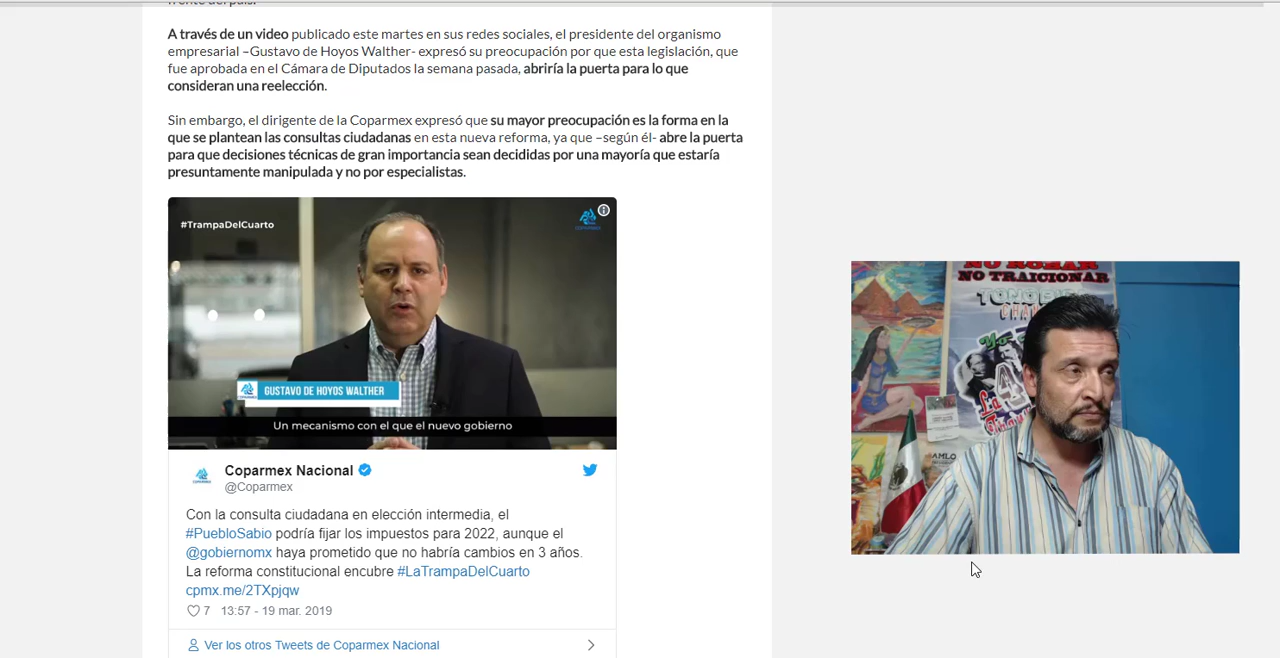 A través de un video publicado este martes en sus redes sociales, el presidente del organismo
empresarial –Gustavo de Hoyos Walther- expresó su preocupación por que esta legislación, que
fue aprobada en el Cámara de Diputados la semana pasada, abriría la puerta para lo que
consideran una reelección.
Sin embargo, el dirigente de la Coparmex expresó que su mayor preocupación es la forma en la
que se plantean las consultas ciudadanas en esta nueva reforma, ya que –según él- abre la puerta
para que decisiones técnicas de gran importancia sean decididas por una mayoría que estaría
presuntamente manipulada y no por especialistas.
#TrampaDelCuarto
GUSTAVO DE HOYOS WALTHER
Un mecanismo con el que el nuevo gobierno
Coparmex Nacional
@Coparmex
Con la consulta ciudadana en elección intermedia, el
#PuebloSabio podría fijar los impuestos para 2022, aunque el
@gobiernomx haya prometido que no habría cambios en 3 años.
La reforma constitucional encubre #LaTrampaDelCuarto
cpmx.me/2TXpjqw
7 13:57 - 19 mar. 2019
Ver los otros Tweets de Coparmex Nacional
NO ROBAR
NO TRAICIONAR
AMLO